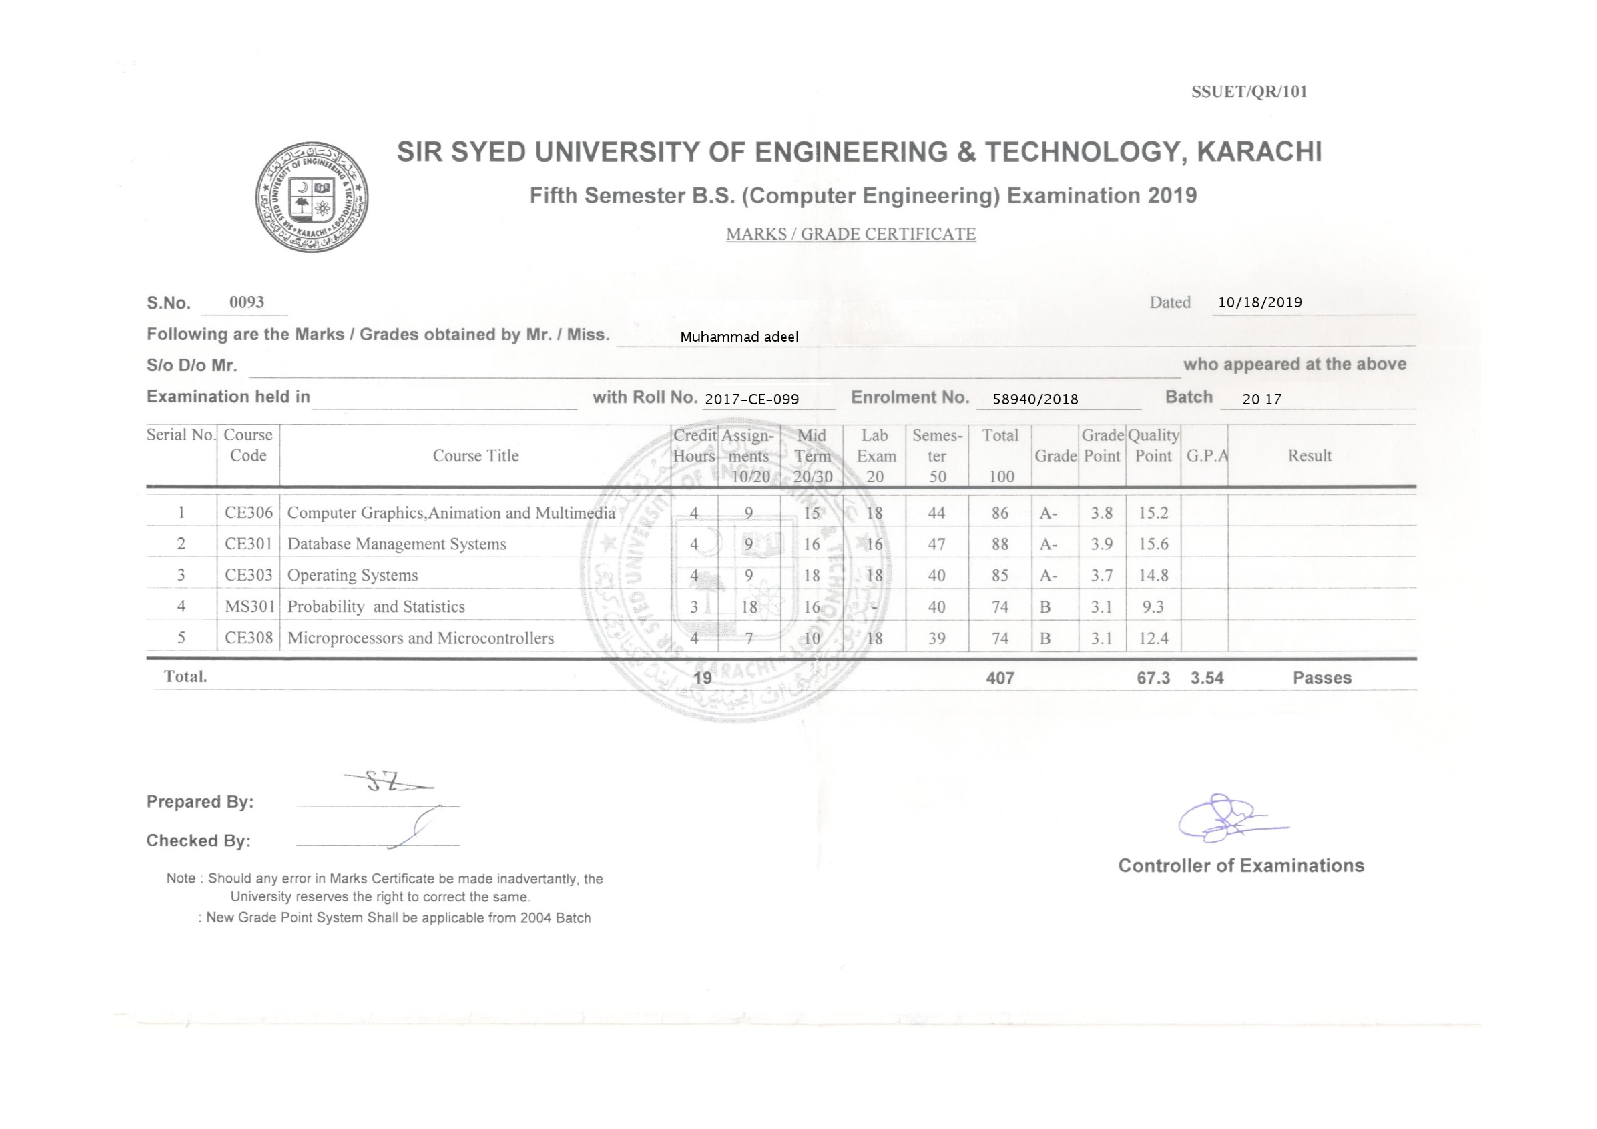 SSUET/QR/101
SIR SYED UNIVERSITY OF ENGINEERING & TECHNOLOGY, KARACHI
Fifth Semester B.S. (Computer Engineering) Examination 2019
MARKS / GRADE CERTIFICATE
S.No. 0093 Dated 10/18/2019
Following are the Marks / Grades obtained by Mr. / Miss. Muhammad adeel
S/o D/o Mr. who appeared at the above
Examination held in with Roll No. 2017-CE-099 Enrolment No. 58940/2018 Batch 20 17
Serial No. Course Code Course Title Credit Hours Assign-ments 10/20 Mid Term 20/30 Lab Exam 20 Semes-ter 50 Total 100 Grade Grade Point Quality Point G.P.A Result
1 CE306 Computer Graphics,Animation and Multimedia 4 9 15 18 44 86 A- 3.8 15.2
2 CE301 Database Management Systems 4 9 16 16 47 88 A- 3.9 15.6
3 CE303 Operating Systems 4 9 18 18 40 85 A- 3.7 14.8
4 MS301 Probability and Statistics 3 18 16 - 40 74 B 3.1 9.3
5 CE308 Microprocessors and Microcontrollers 4 7 10 18 39 74 B 3.1 12.4
Total. 19 407 67.3 3.54 Passes
Prepared By:
Checked By:
Controller of Examinations
Note : Should any error in Marks Certificate be made inadvertantly, the
University reserves the right to correct the same.
: New Grade Point System Shall be applicable from 2004 Batch